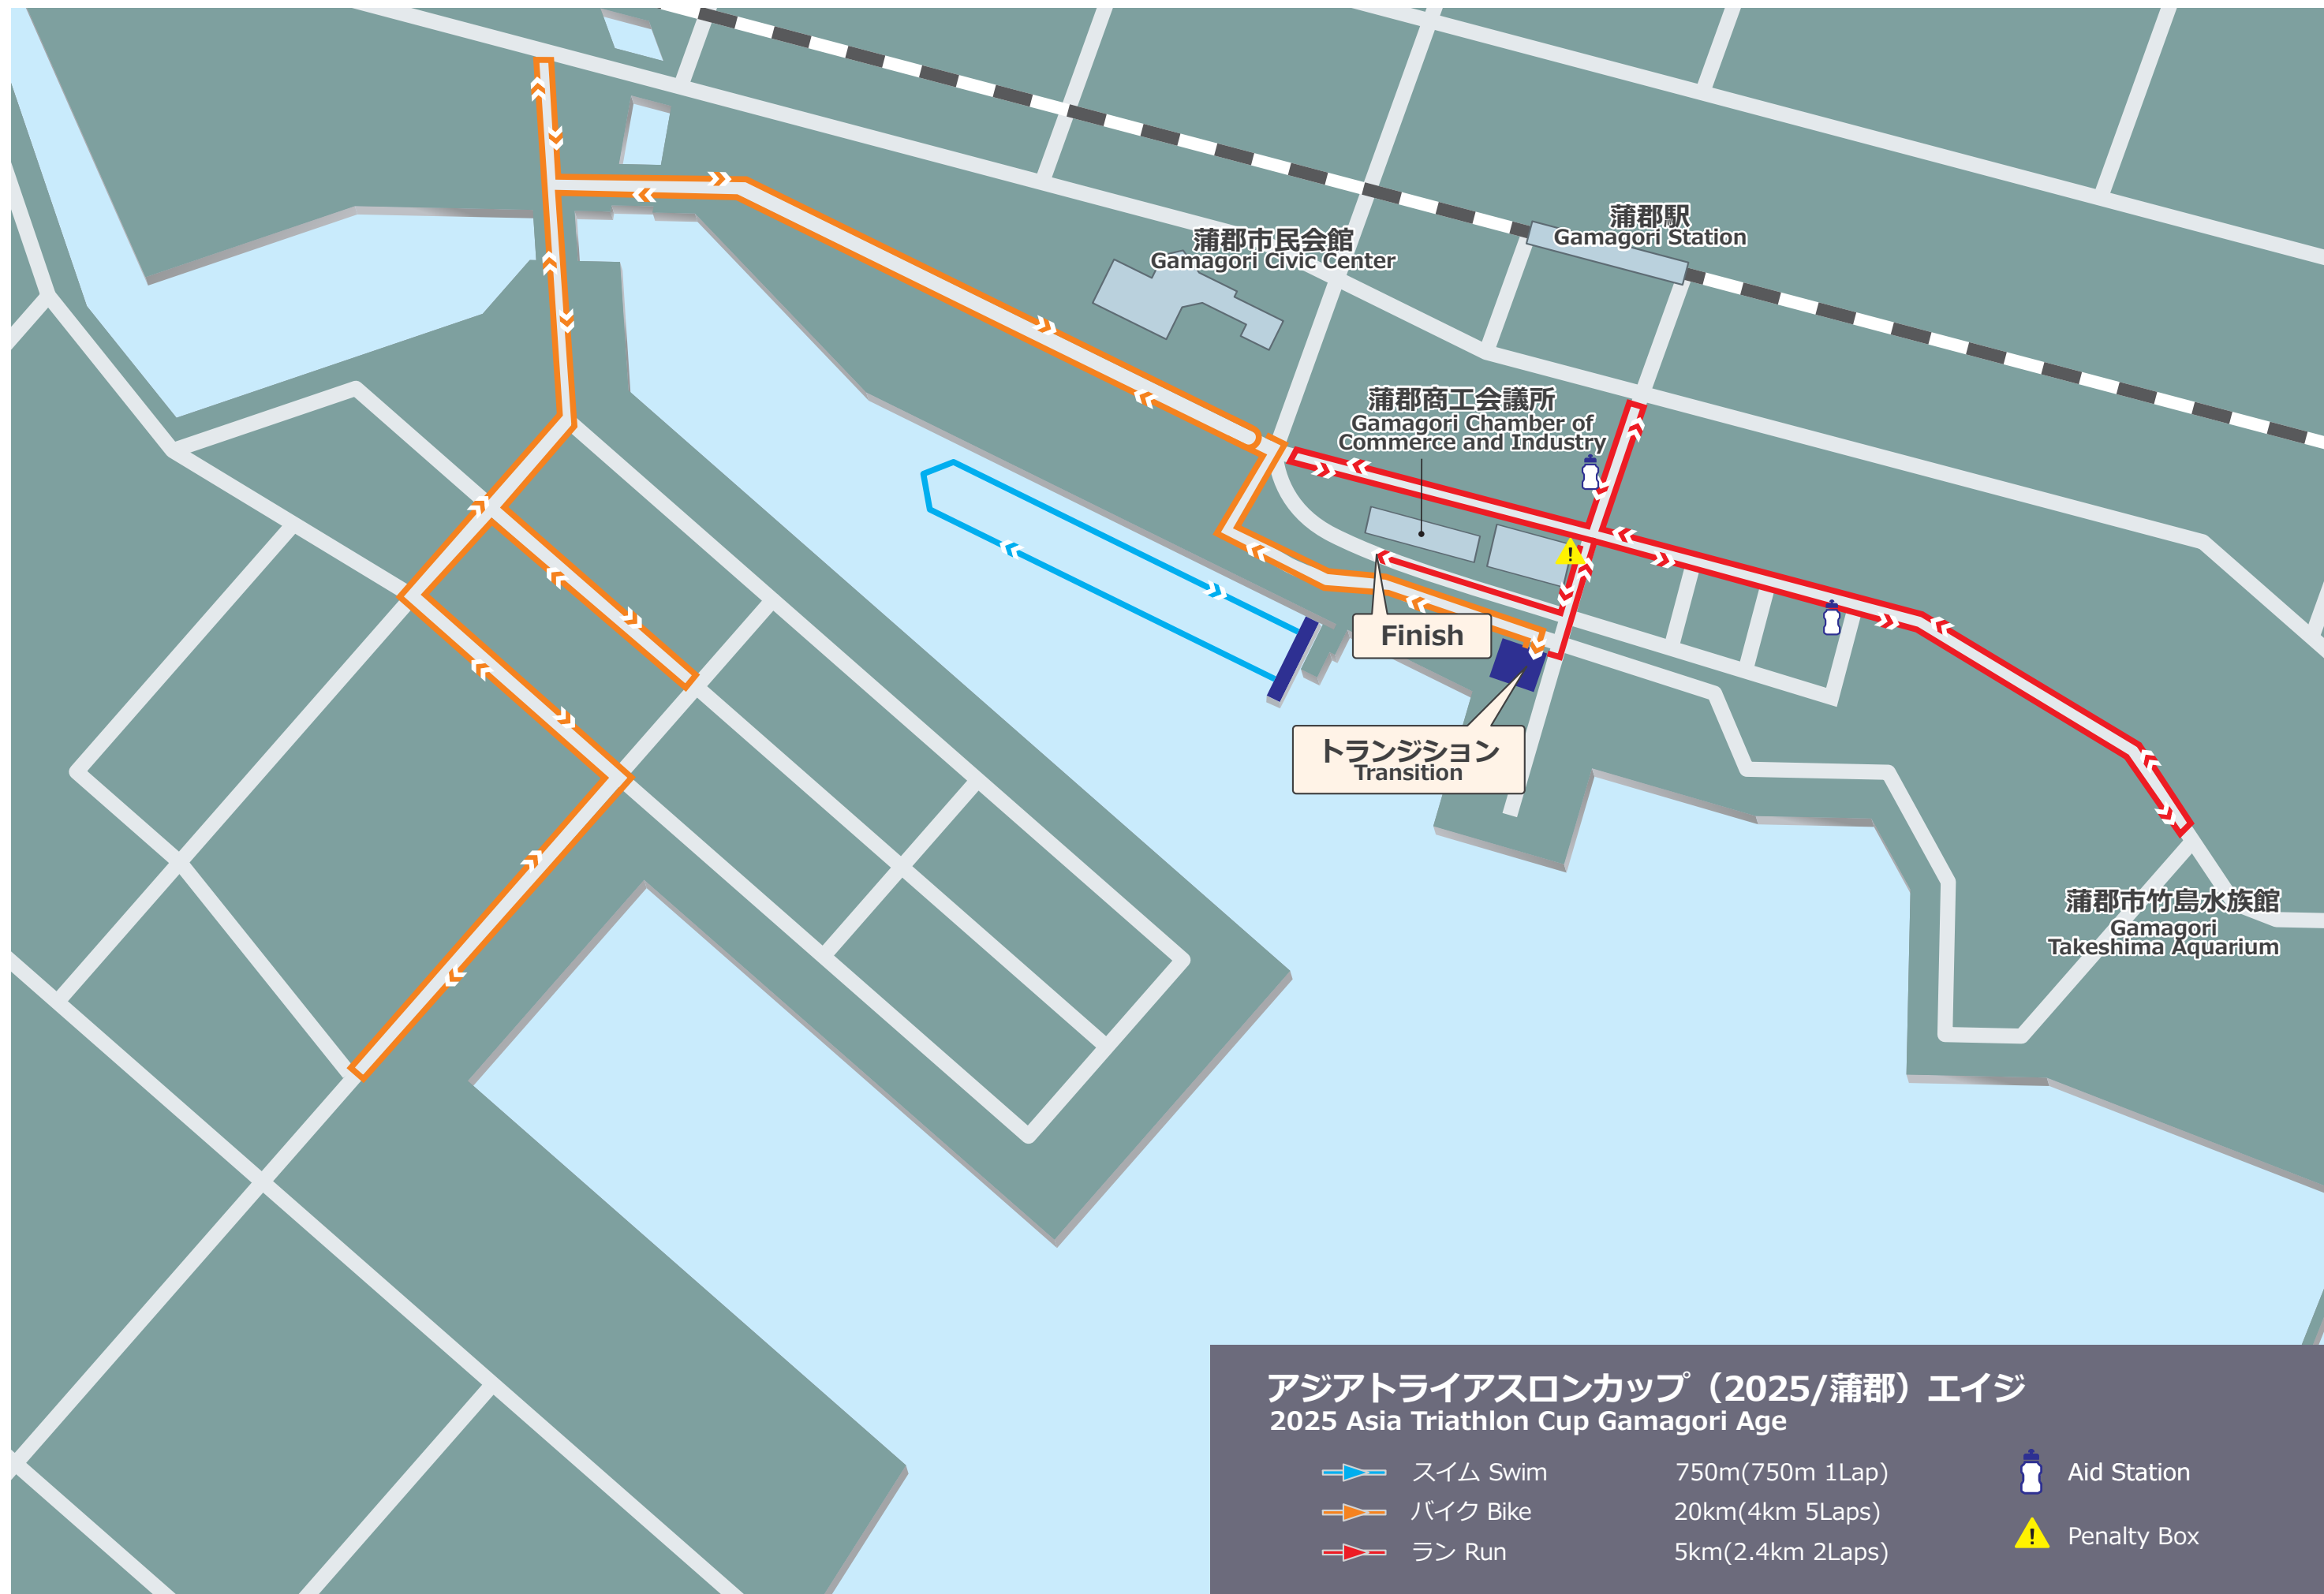 蒲郡駅
Gamagori Station
蒲郡市民会館
Gamagori Civic Center
蒲郡商工会議所
Gamagori Chamber of
Commerce and Industry
!
Finish
トランジション
Transition
蒲郡市竹島水族館
Gamagori
Takeshima Aquarium
アジアトライアスロンカップ（2025/蒲郡）エイジ
2025 Asia Triathlon Cup Gamagori Age
スイム Swim 750m(750m 1Lap)
バイク Bike 20km(4km 5Laps)
ラン Run 5km(2.4km 2Laps)
Aid Station
! Penalty Box